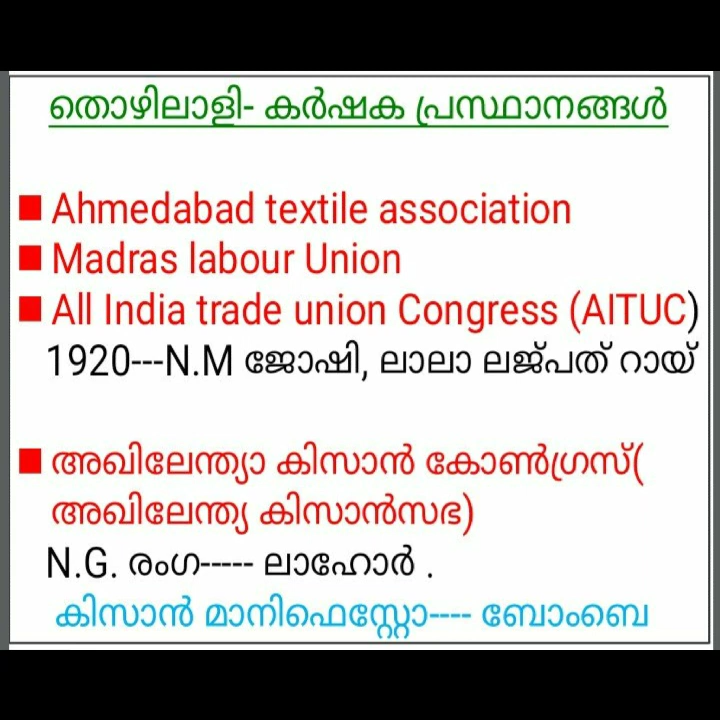 തൊഴിലാളി- കർഷക പ്രസ്ഥാനങ്ങൾ
■ Ahmedabad textile association
■ Madras labour Union
■ All India trade union Congress (AITUC)
1920---N.M ജോഷി, ലാലാ ലജ്പത് റായ്
■ അഖിലേന്ത്യാ കിസാൻ കോൺഗ്രസ്(
അഖിലേന്ത്യ കിസാൻസഭ)
N.G. രംഗ----- ലാഹോർ .
കിസാൻ മാനിഫെസ്റ്റോ---- ബോംബെ